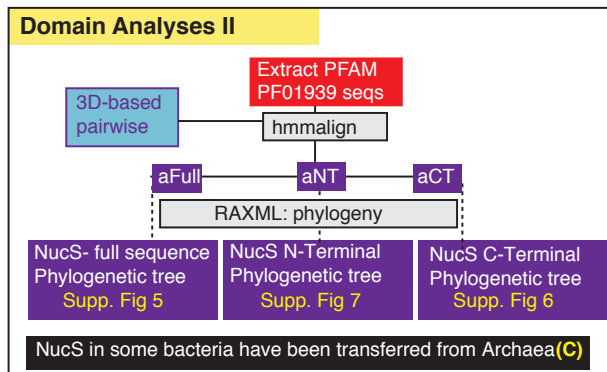 Domain Analyses II
Extract PFAM
PF01939 seqs
3D-based
pairwise
hmmalign
aFull
aNT
aCT
RAXML: phylogeny
NucS- full sequence
Phylogenetic tree
Supp. Fig 5
NucS N-Terminal
Phylogenetic tree
Supp. Fig 7
NucS C-Terminal
Phylogenetic tree
Supp. Fig 6
NucS in some bacteria have been transferred from Archaea(C)